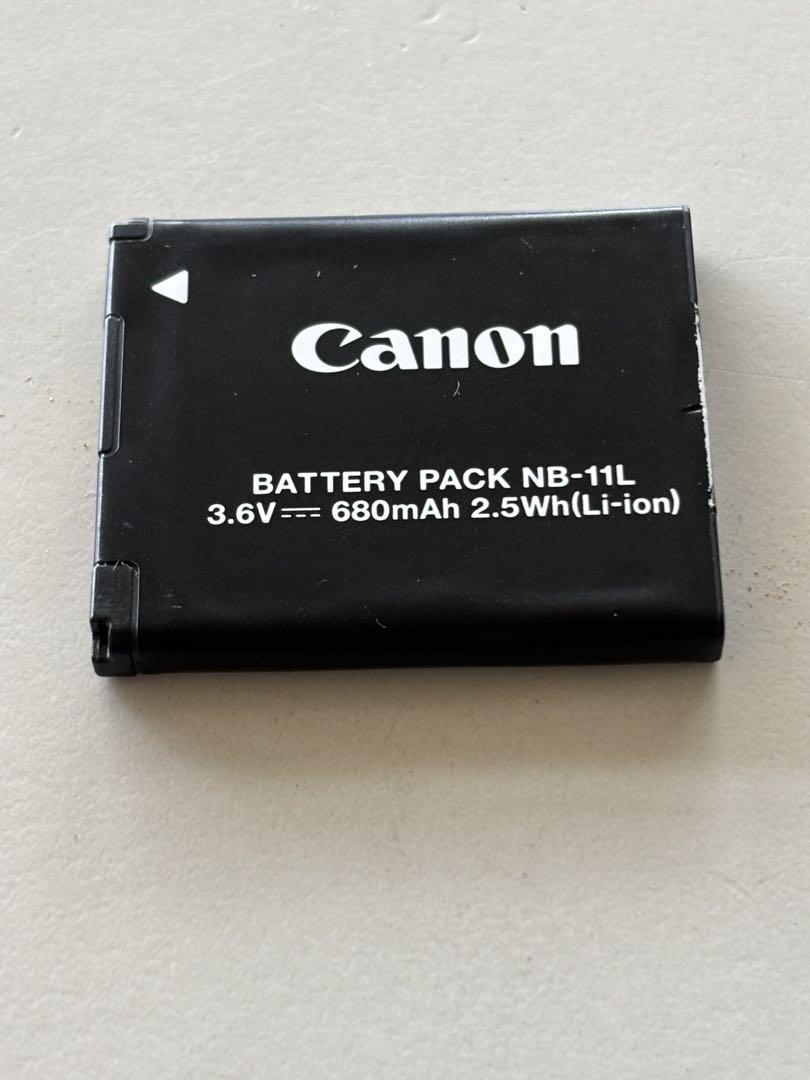 Canon
BATTERY PACK NB-11L
3.6V⎓ 680mAh 2.5Wh(Li-ion)